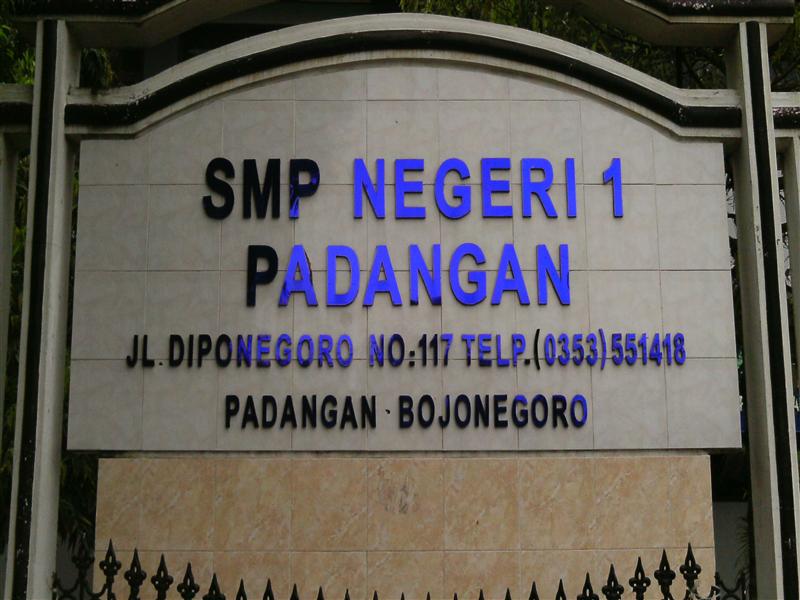 SMP NEGERI 1
PADANGAN
JL. DIPONEGORO NO:117 TELP.(0353)551418
PADANGAN - BOJONEGORO